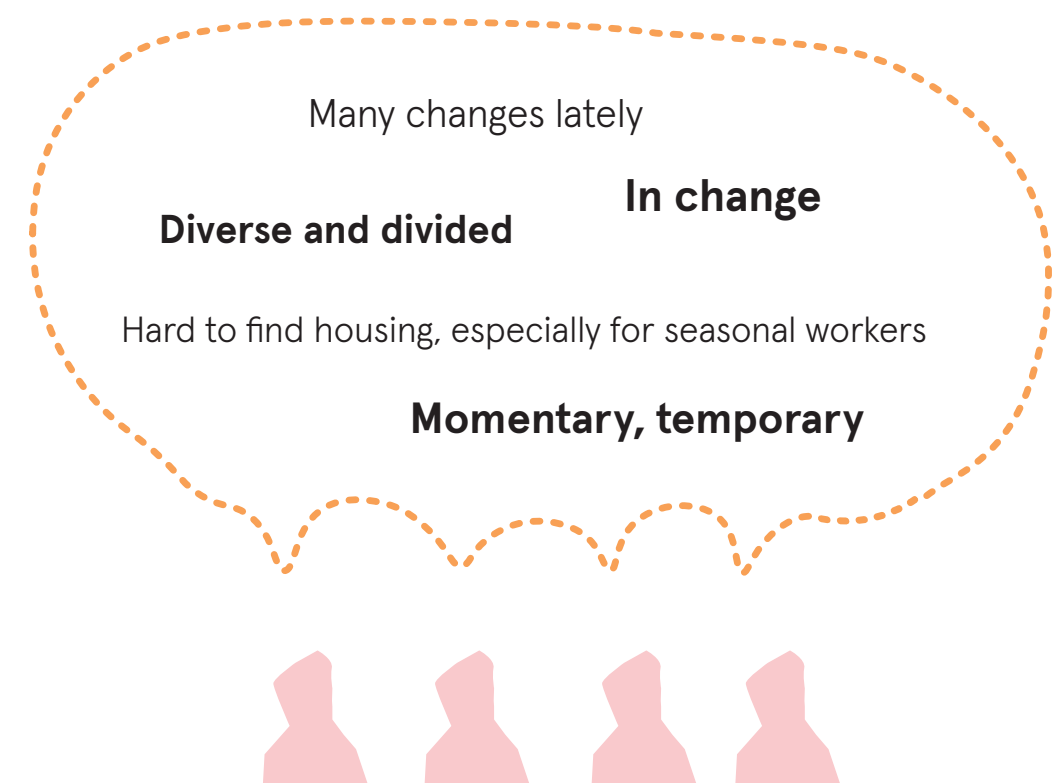 Many changes lately
In change
Diverse and divided
Hard to find housing, especially for seasonal workers
Momentary, temporary